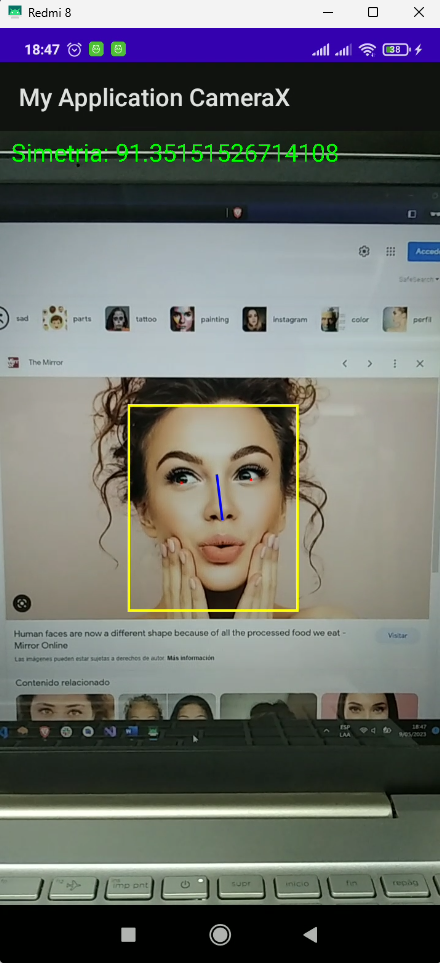 Redmi 8
18:47
38
My Application CameraX
Simetria: 91.35151526714108
Accede
SafeSearch
sad
parts
tattoo
painting
instagram
color
perfil
The Mirror
Human faces are now a different shape because of all the processed food we eat -
Mirror Online
Visitar
Las imágenes pueden estar sujetas a derechos de autor. Más información
Contenido relacionado
ESP
LAA
18:47
9/05/2023
imp pnt
supr
inicio
fin
repág